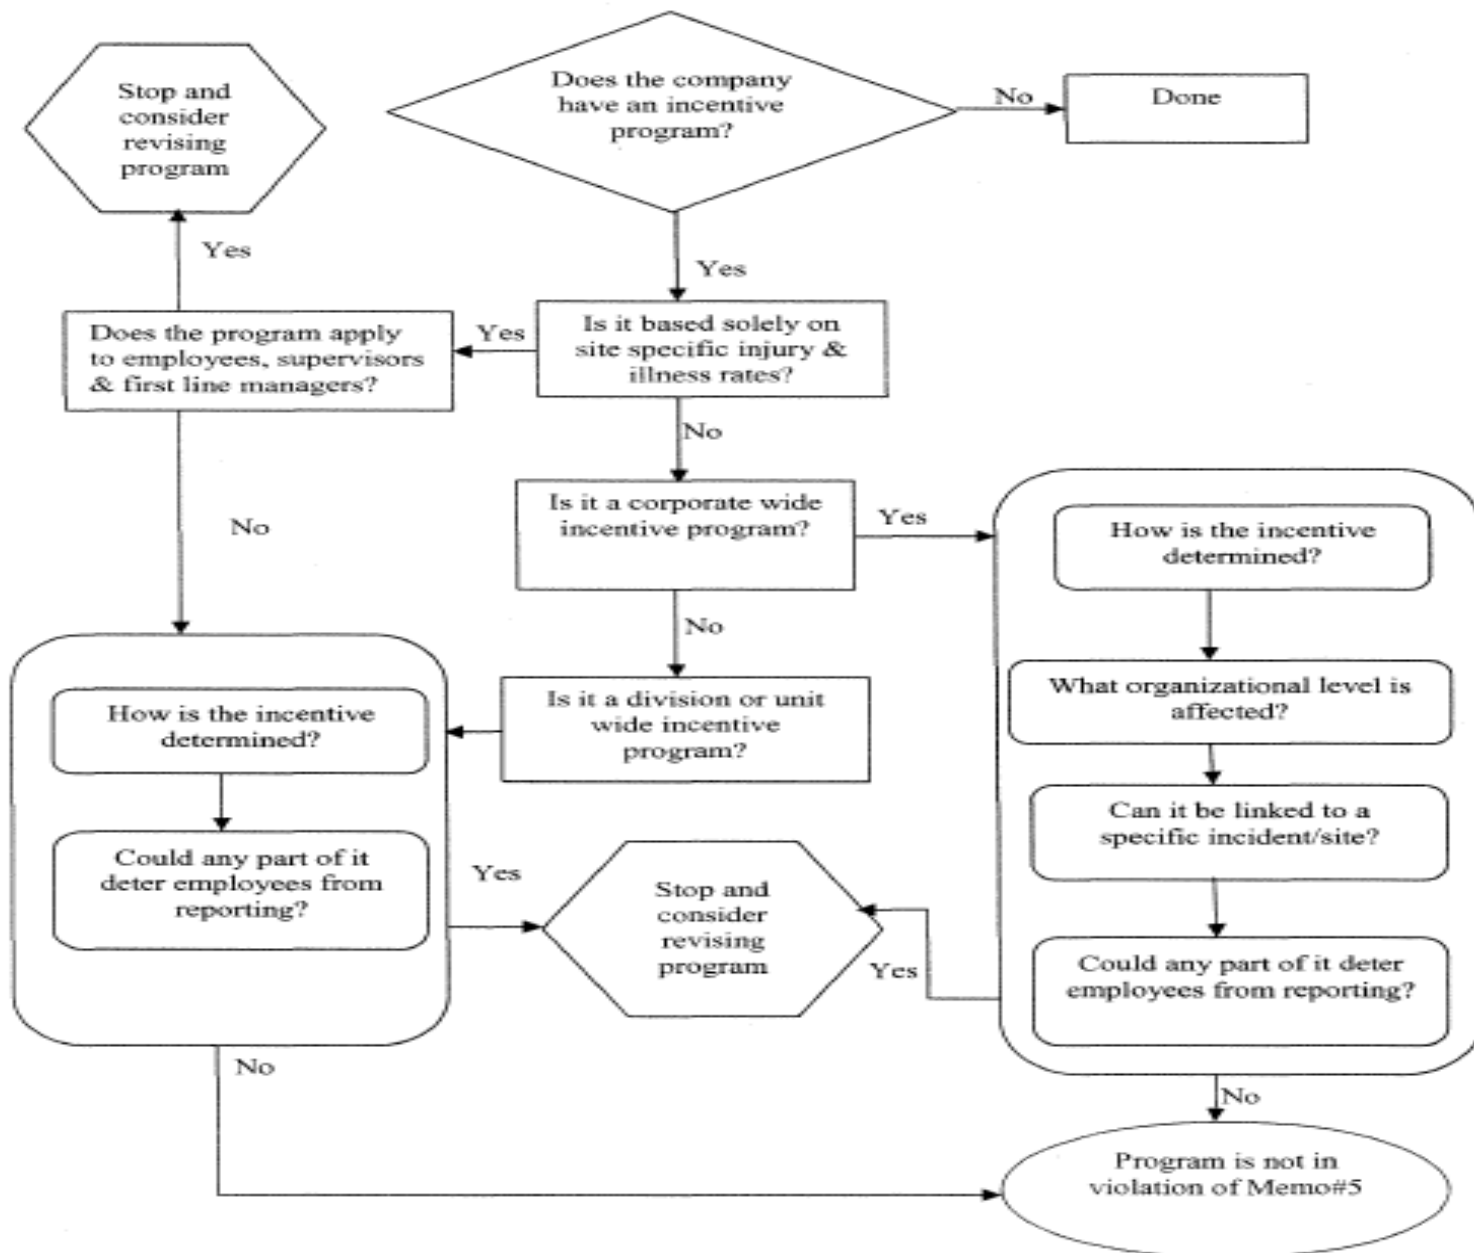 Does the company
have an incentive
program?
No
Done
Stop and
consider
revising
program
Yes
Yes
Does the program apply
to employees, supervisors
& first line managers?
Yes
Is it based solely on
site specific injury &
illness rates?
No
No
Is it a corporate wide
incentive program?
Yes
How is the incentive
determined?
No
What organizational level is
affected?
Is it a division or unit
wide incentive
program?
How is the incentive
determined?
Can it be linked to a
specific incident/site?
Could any part of it
deter employees from
reporting?
Yes
Stop and
consider
revising
program
Yes
Could any part of it deter
employees from reporting?
No
No
Program is not in
violation of Memo#5